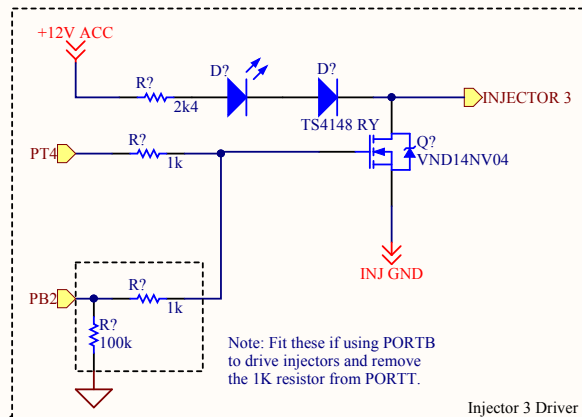 +12V ACC
R?
2k4
D?
D?
TS4148 RY
INJECTOR 3
PT4
R?
1k
Q?
VND14NV04
INJ GND
PB2
R?
1k
R?
100k
Note: Fit these if using PORTB
to drive injectors and remove
the 1K resistor from PORTT.
Injector 3 Driver